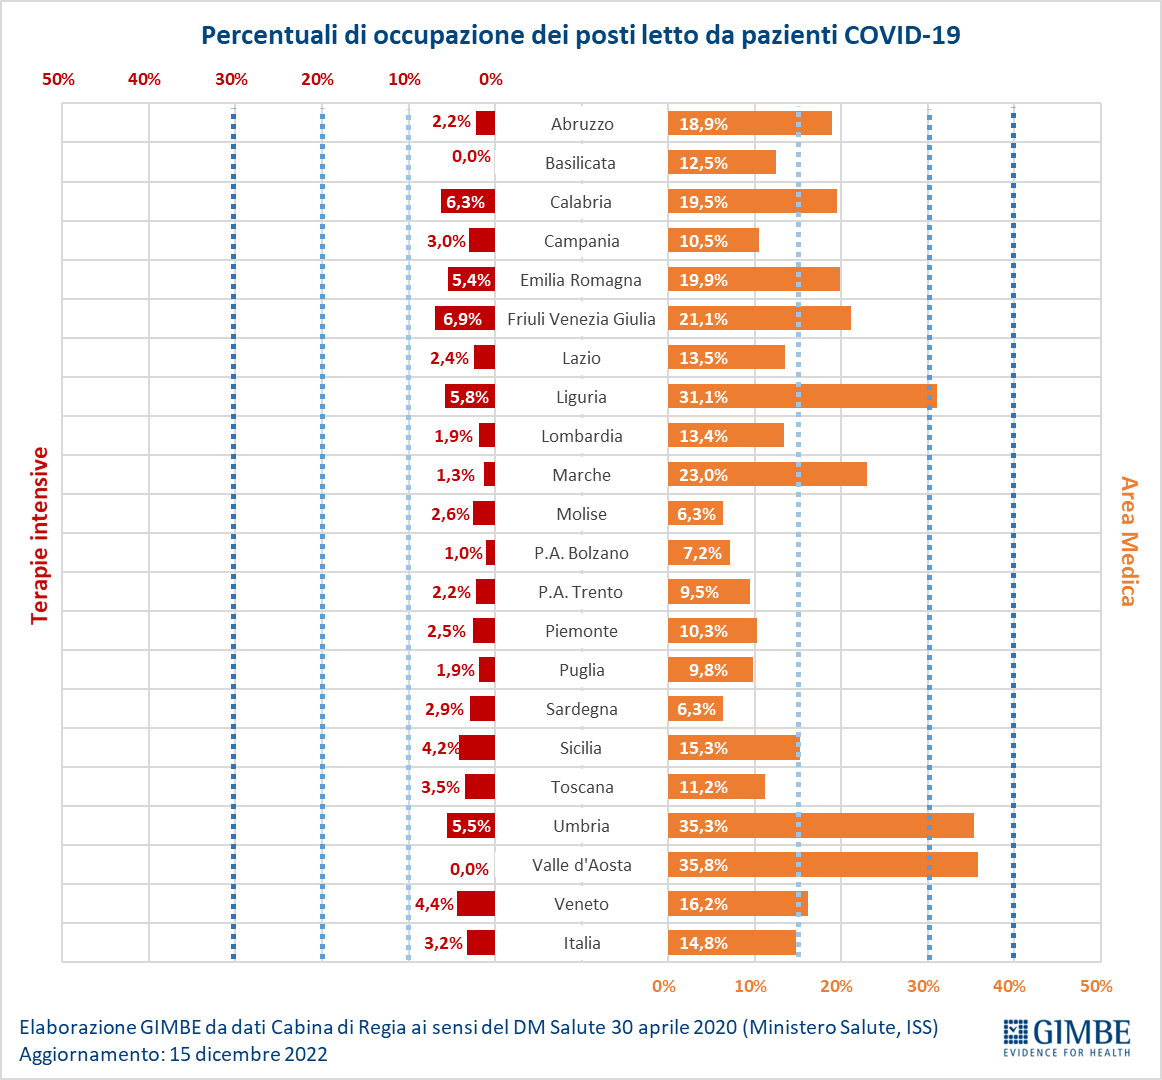 Percentuali di occupazione dei posti letto da pazienti COVID-19
50% 40% 30% 20% 10% 0%
2,2% Abruzzo 18,9%
0,0% Basilicata 12,5%
6,3% Calabria 19,5%
3,0% Campania 10,5%
5,4% Emilia Romagna 19,9%
6,9% Friuli Venezia Giulia 21,1%
2,4% Lazio 13,5%
5,8% Liguria 31,1%
1,9% Lombardia 13,4%
1,3% Marche 23,0%
2,6% Molise 6,3%
1,0% P.A. Bolzano 7,2%
2,2% P.A. Trento 9,5%
2,5% Piemonte 10,3%
1,9% Puglia 9,8%
2,9% Sardegna 6,3%
4,2% Sicilia 15,3%
3,5% Toscana 11,2%
5,5% Umbria 35,3%
0,0% Valle d'Aosta 35,8%
4,4% Veneto 16,2%
3,2% Italia 14,8%
Terapie intensive
Area Medica
0% 10% 20% 30% 40% 50%
Elaborazione GIMBE da dati Cabina di Regia ai sensi del DM Salute 30 aprile 2020 (Ministero Salute, ISS)
Aggiornamento: 15 dicembre 2022
GIMBE
EVIDENCE FOR HEALTH